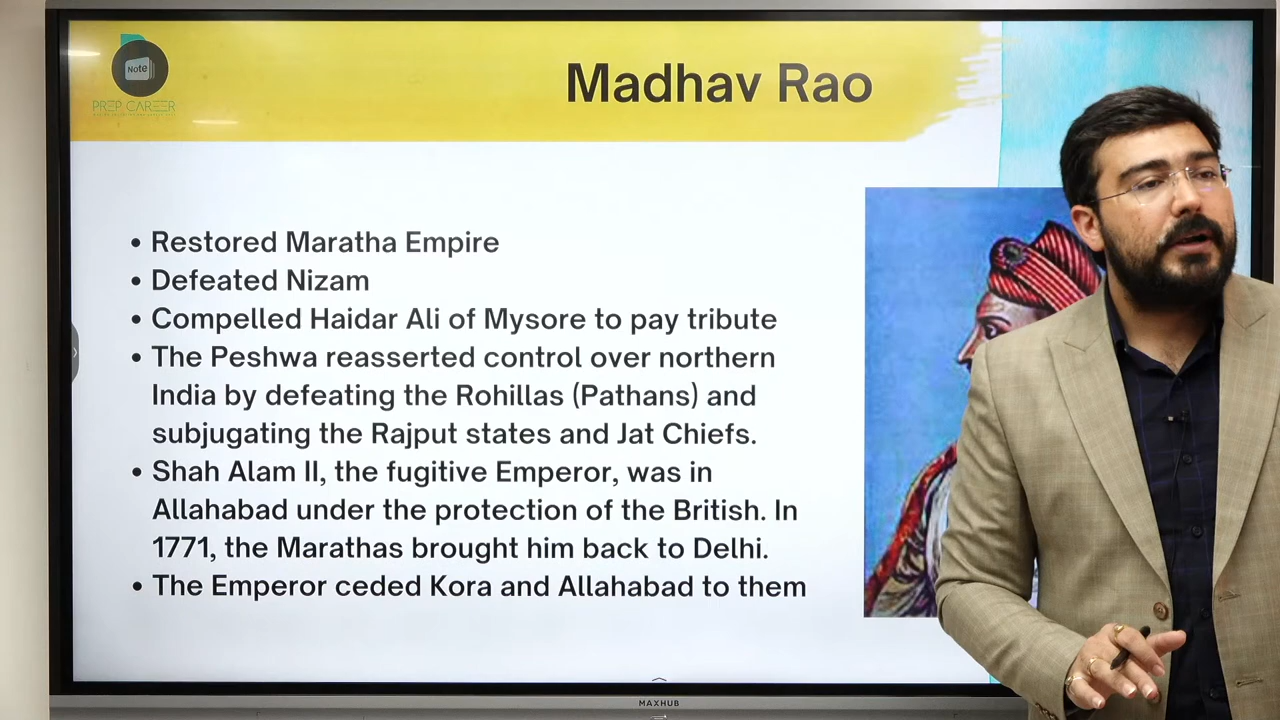 Note
PREP CAREER
Madhav Rao
• Restored Maratha Empire
• Defeated Nizam
• Compelled Haidar Ali of Mysore to pay tribute
• The Peshwa reasserted control over northern
India by defeating the Rohillas (Pathans) and
subjugating the Rajput states and Jat Chiefs.
• Shah Alam II, the fugitive Emperor, was in
Allahabad under the protection of the British. In
1771, the Marathas brought him back to Delhi.
• The Emperor ceded Kora and Allahabad to them
MAXHUB